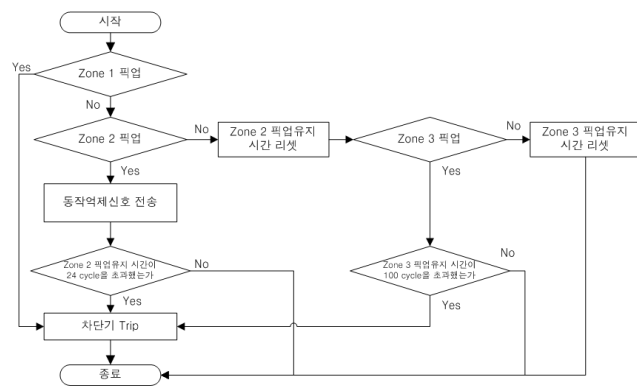 시작
Yes
Zone 1 픽업
No
Zone 2 픽업
No
Zone 2 픽업유지
시간 리셋
Zone 3 픽업
No
Zone 3 픽업유지
시간 리셋
Yes
Yes
동작억제신호 전송
Zone 2 픽업유지 시간이
24 cycle을 초과했는가
No
Zone 3 픽업유지 시간이
100 cycle을 초과했는가
No
Yes
Yes
차단기 Trip
종료